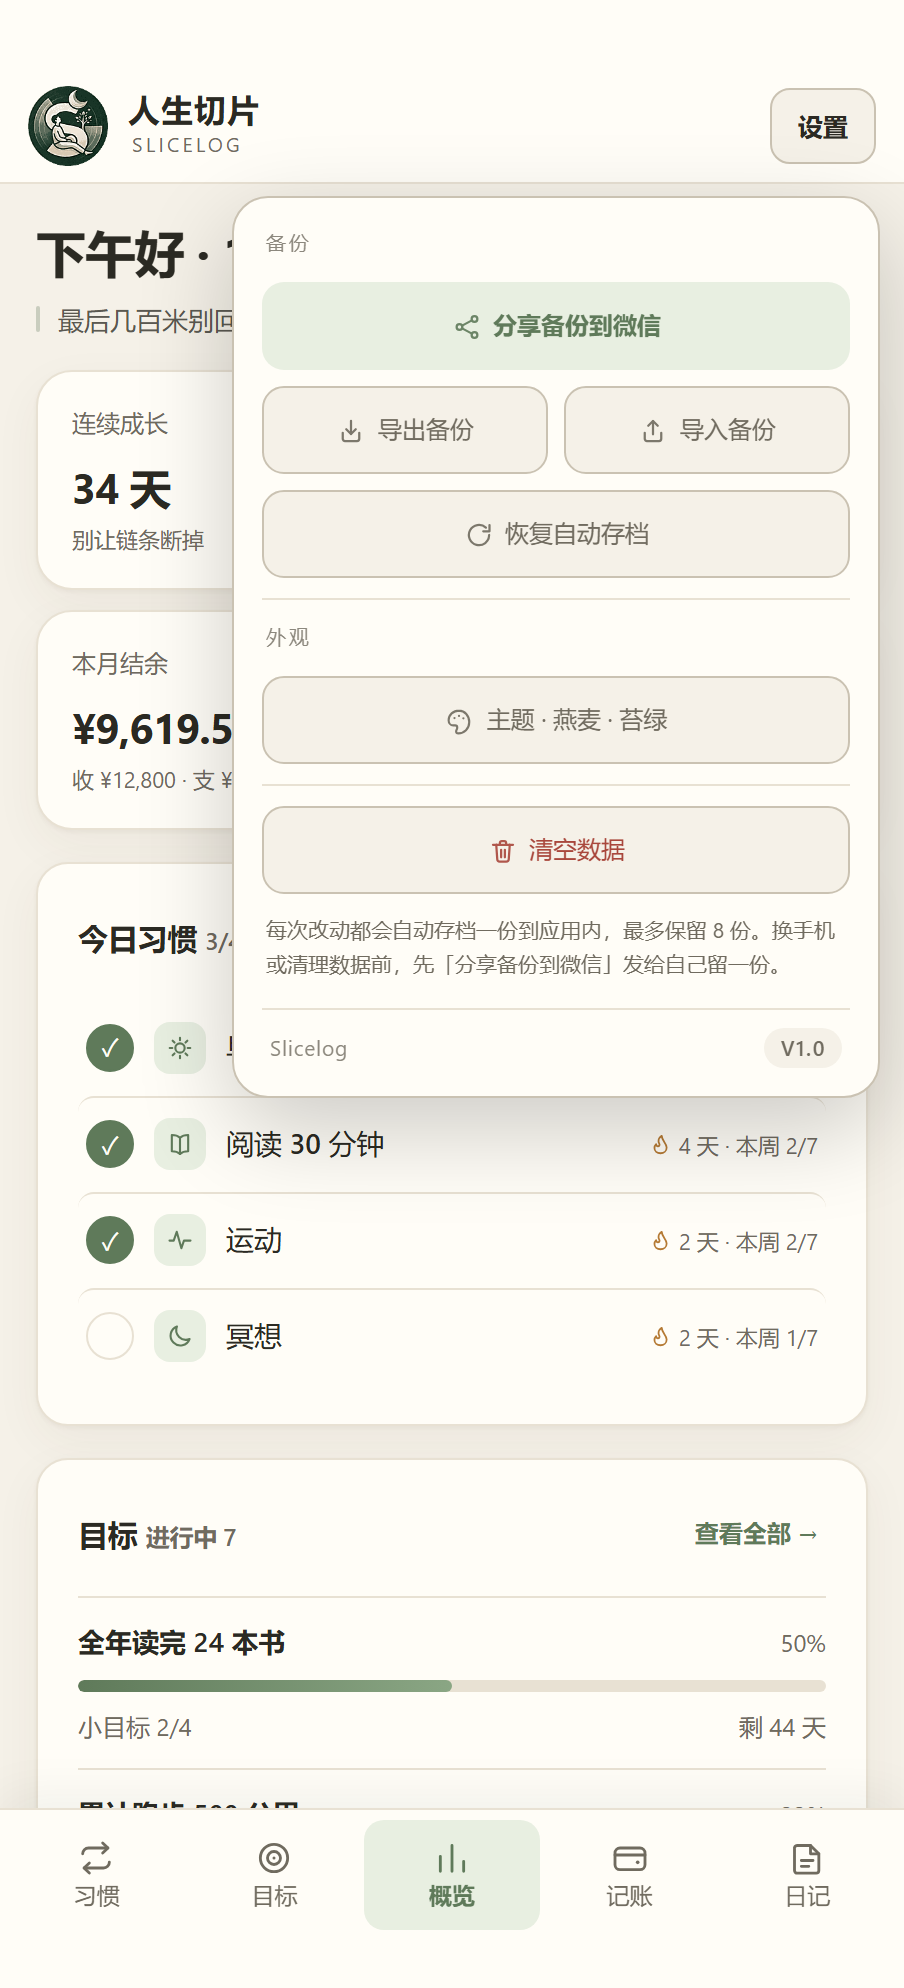 人生切片
SLICELOG
设置
下午好 ·
最后几百米别回
备份
分享备份到微信
导出备份
导入备份
恢复自动存档
外观
主题 · 燕麦 · 苔绿
清空数据
每次改动都会自动存档一份到应用内，最多保留 8 份。换手机
或清理数据前，先「分享备份到微信」发给自己留一份。
Slicelog
V1.0
连续成长
34 天
别让链条断掉
本月结余
¥9,619.5
收 ¥12,800 · 支 ¥
今日习惯 3/4
阅读 30 分钟
4 天 · 本周 2/7
运动
2 天 · 本周 2/7
冥想
2 天 · 本周 1/7
目标 进行中 7
查看全部 →
全年读完 24 本书
50%
小目标 2/4
剩 44 天
习惯
目标
概览
记账
日记